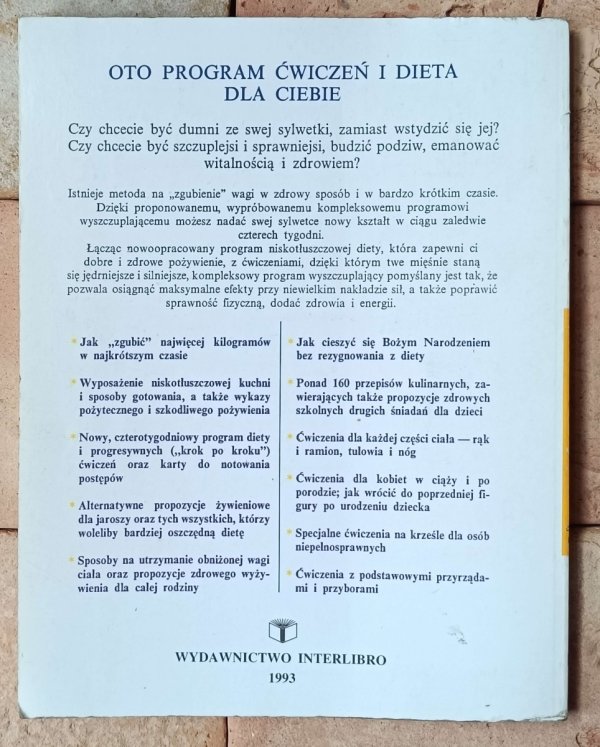 OTO PROGRAM ĆWICZEŃ I DIETA
DLA CIEBIE
Czy chcecie być dumni ze swej sylwetki, zamiast wstydzić się jej?
Czy chcecie być szczuplejsi i sprawniejsi, budzić podziw, emanować
witalnością i zdrowiem?
Istnieje metoda na „zgubienie” wagi w zdrowy sposób i w bardzo krótkim czasie.
Dzięki proponowanemu, wypróbowanemu kompleksowemu programowi
wyszczuplającemu możesz nadać swej sylwetce nowy kształt w ciągu zaledwie
czterech tygodni.
Łącząc nowoopracowany program niskotłuszczowej diety, która zapewni ci
dobre i zdrowe pożywienie, z ćwiczeniami, dzięki którym twe mięśnie staną
się jędrniejsze i silniejsze, kompleksowy program wyszczuplający pomyślany jest tak, że
pozwala osiągnąć maksymalne efekty przy niewielkim nakładzie sił, a także poprawić
sprawność fizyczną, dodać zdrowia i energii.
* Jak „zgubić” najwięcej kilogramów
w najkrótszym czasie
* Wyposażenie niskotłuszczowej kuchni
i sposoby gotowania, a także wykazy
pożytecznego i szkodliwego pożywienia
* Nowy, czterotygodniowy program diety
i progresywnych („krok po kroku”)
ćwiczeń oraz karty do notowania
postępów
* Alternatywne propozycje żywieniowe
dla jaroszy oraz tych wszystkich, którzy
woleliby bardziej oszczędną dietę
* Sposoby na utrzymanie obniżonej wagi
ciała oraz propozycje zdrowego wyży-
wienia dla całej rodziny
* Jak cieszyć się Bożym Narodzeniem
bez rezygnowania z diety
* Ponad 160 przepisów kulinarnych, za-
wierających także propozycje zdrowych
szkolnych drugich śniadań dla dzieci
* Ćwiczenia dla każdej części ciała — rąk
i ramion, tułowia i nóg
* Ćwiczenia dla kobiet w ciąży i po
porodzie; jak wrócić do poprzedniej fi-
gury po urodzeniu dziecka
* Specjalne ćwiczenia na krześle dla osób
niepełnosprawnych
* Ćwiczenia z podstawowymi przyrząda-
mi i przyborami
WYDAWNICTWO INTERLIBRO
1993